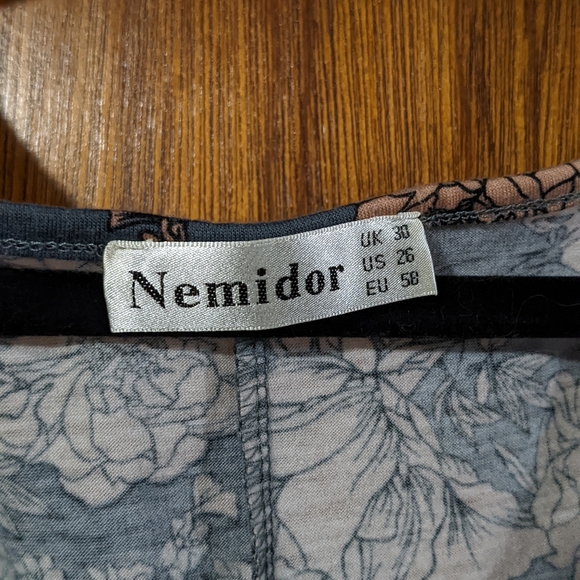 Nemidor
UK 30
US 26
EU 58